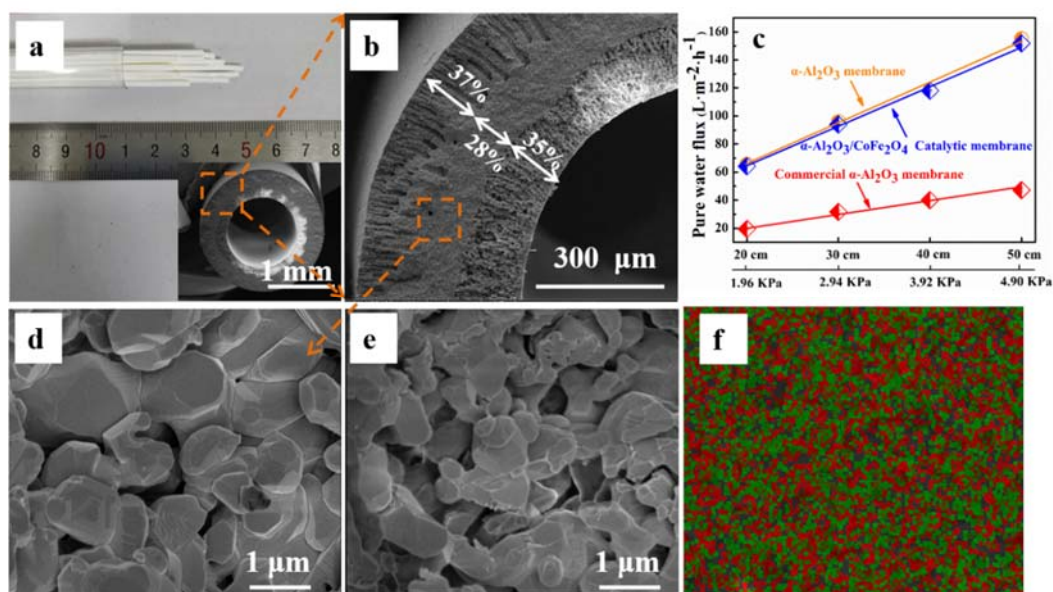 a
8 9 10 1 2 3 4 5 6 7 8
1 mm
b
37%
28%
35%
300 µm
c
Pure water flux (L·m⁻²·h⁻¹)
160
140
120
100
80
60
40
20
α-Al₂O₃ membrane
α-Al₂O₃/CoFe₂O₄ Catalytic membrane
Commercial α-Al₂O₃ membrane
20 cm 30 cm 40 cm 50 cm
1.96 KPa 2.94 KPa 3.92 KPa 4.90 KPa
d
1 µm
e
1 µm
f